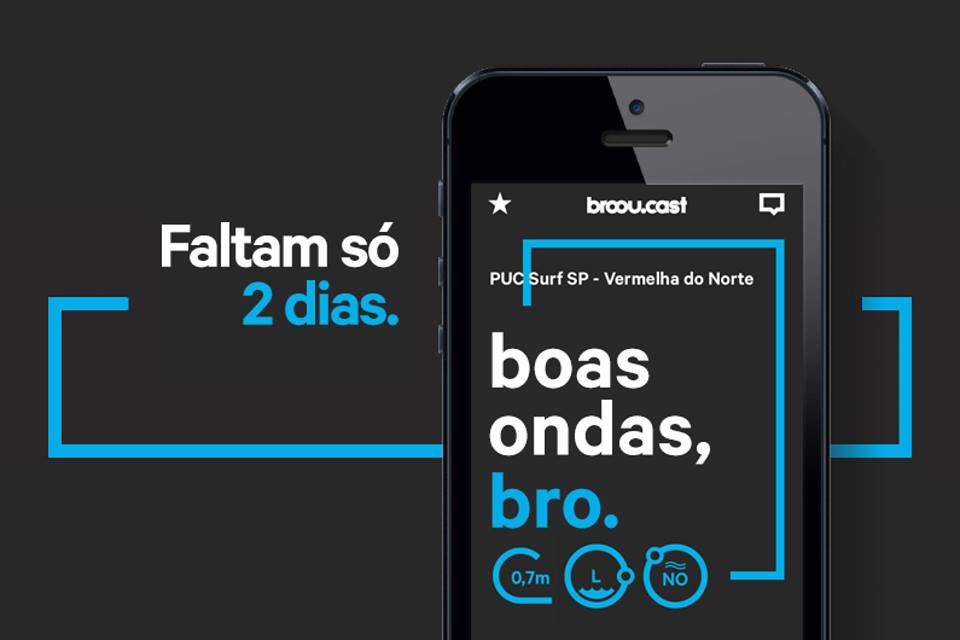 Faltam só
2 dias.
broou.cast
PUC Surf SP - Vermelha do Norte
boas
ondas,
bro.
0,7m
L
NO